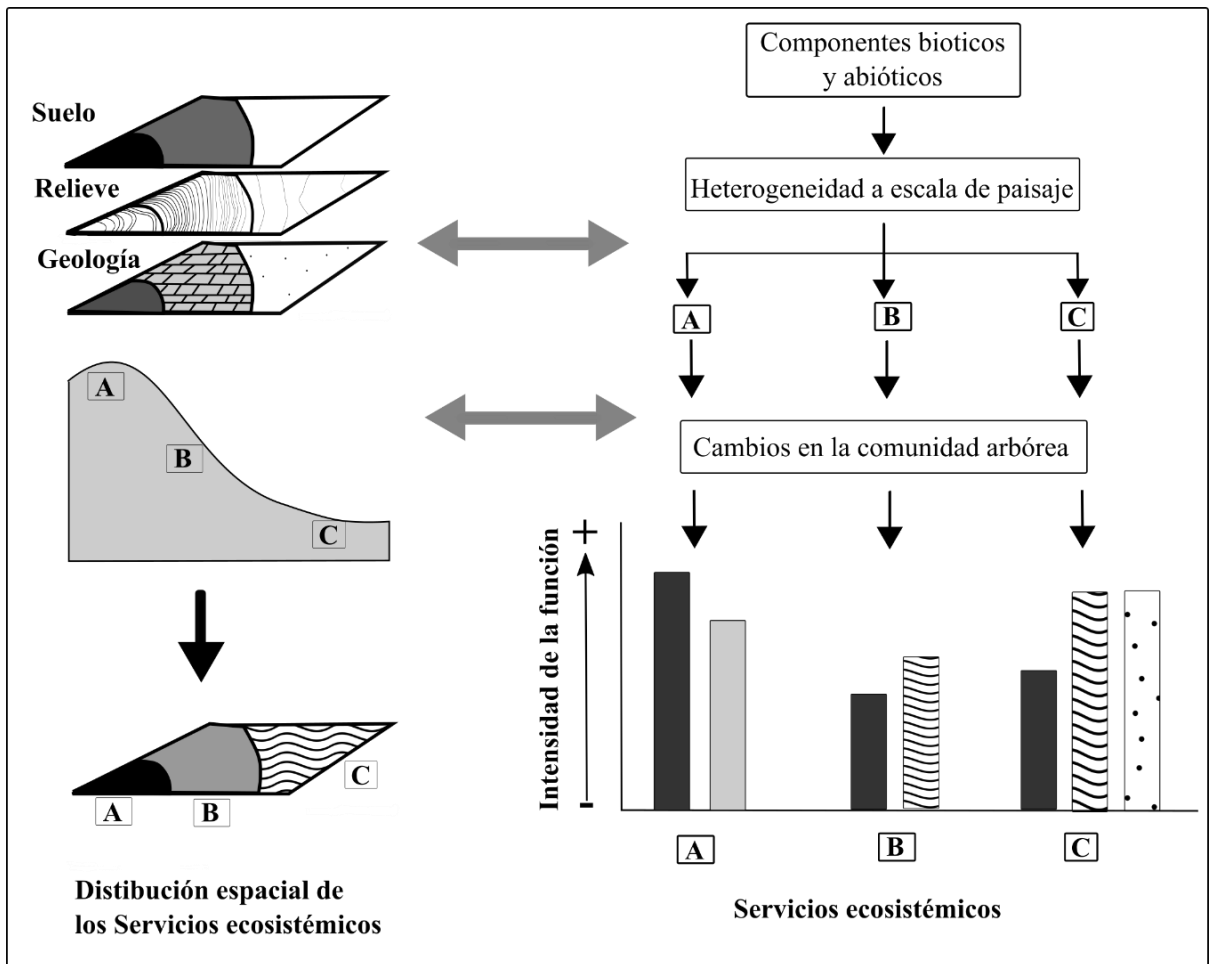 Suelo
Relieve
Geología
A
B
C
A
B
C
Distibución espacial de
los Servicios ecosistémicos
Componentes bioticos
y abióticos
Heterogeneidad a escala de paisaje
A
B
C
Cambios en la comunidad arbórea
Intensidad de la función
+
-
A
B
C
Servicios ecosistémicos